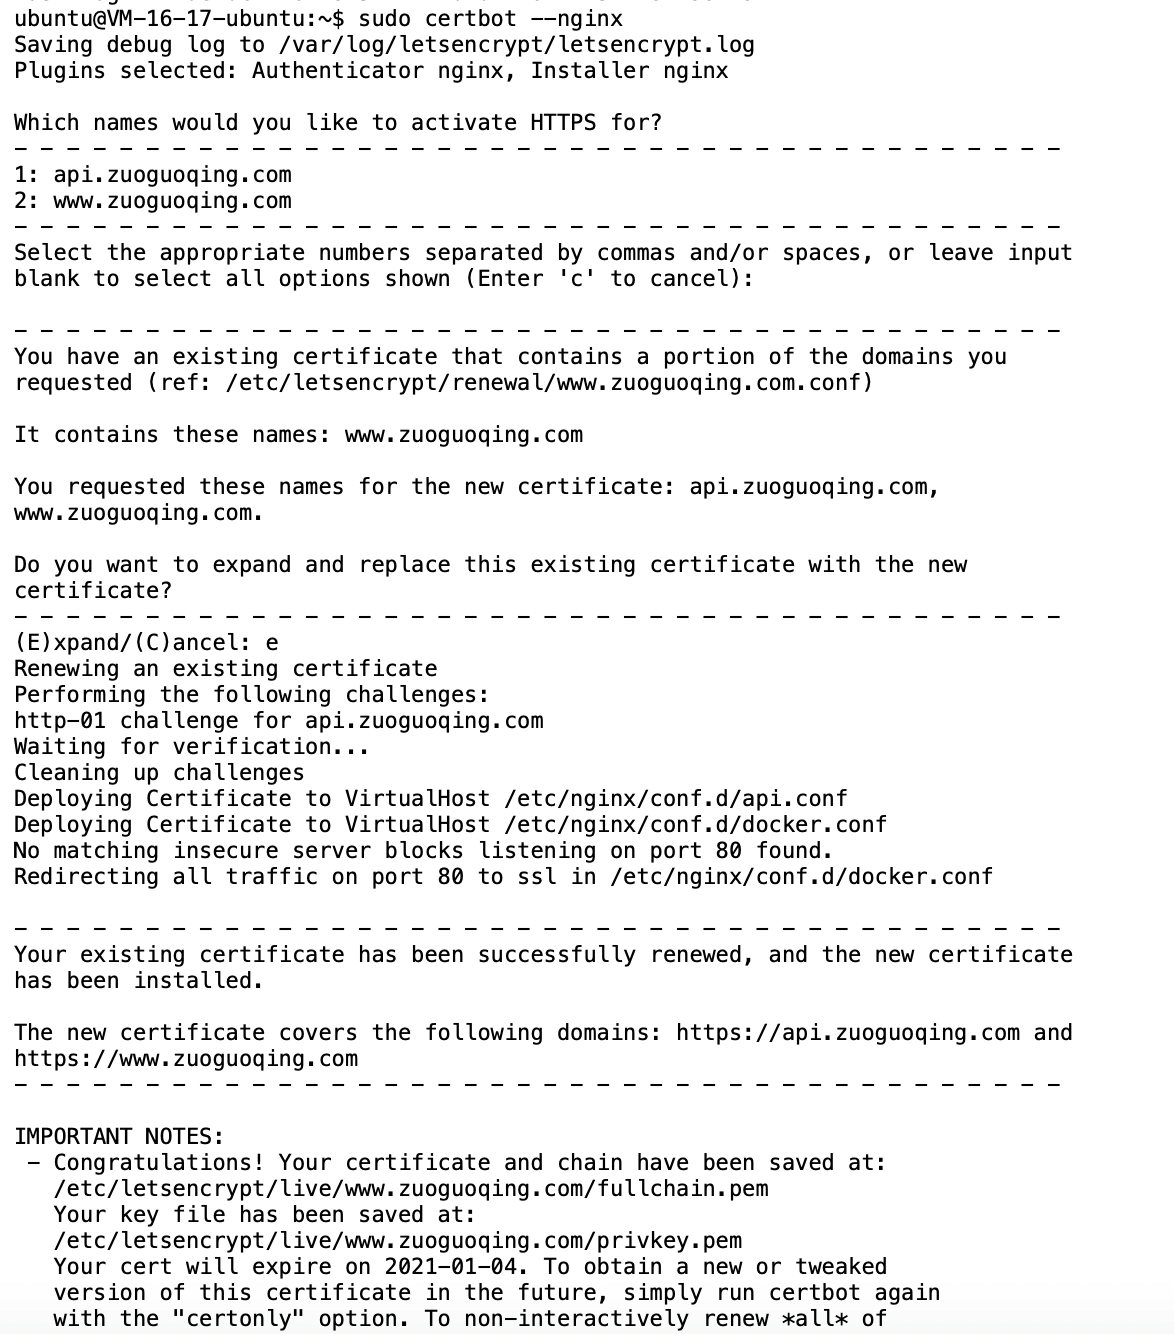 ubuntu@VM-16-17-ubuntu:~$ sudo certbot --nginx
Saving debug log to /var/log/letsencrypt/letsencrypt.log
Plugins selected: Authenticator nginx, Installer nginx
Which names would you like to activate HTTPS for?
- - - - - - - - - - - - - - - - - - - - - - - - - - - - - - - - - - - - - - - -
1: api.zuoguoqing.com
2: www.zuoguoqing.com
- - - - - - - - - - - - - - - - - - - - - - - - - - - - - - - - - - - - - - - -
Select the appropriate numbers separated by commas and/or spaces, or leave input
blank to select all options shown (Enter 'c' to cancel):
- - - - - - - - - - - - - - - - - - - - - - - - - - - - - - - - - - - - - - - -
You have an existing certificate that contains a portion of the domains you
requested (ref: /etc/letsencrypt/renewal/www.zuoguoqing.com.conf)
It contains these names: www.zuoguoqing.com
You requested these names for the new certificate: api.zuoguoqing.com,
www.zuoguoqing.com.
Do you want to expand and replace this existing certificate with the new
certificate?
- - - - - - - - - - - - - - - - - - - - - - - - - - - - - - - - - - - - - - - -
(E)xpand/(C)ancel: e
Renewing an existing certificate
Performing the following challenges:
http-01 challenge for api.zuoguoqing.com
Waiting for verification...
Cleaning up challenges
Deploying Certificate to VirtualHost /etc/nginx/conf.d/api.conf
Deploying Certificate to VirtualHost /etc/nginx/conf.d/docker.conf
No matching insecure server blocks listening on port 80 found.
Redirecting all traffic on port 80 to ssl in /etc/nginx/conf.d/docker.conf
- - - - - - - - - - - - - - - - - - - - - - - - - - - - - - - - - - - - - - - -
Your existing certificate has been successfully renewed, and the new certificate
has been installed.
The new certificate covers the following domains: https://api.zuoguoqing.com and
https://www.zuoguoqing.com
- - - - - - - - - - - - - - - - - - - - - - - - - - - - - - - - - - - - - - - -
IMPORTANT NOTES:
- Congratulations! Your certificate and chain have been saved at:
/etc/letsencrypt/live/www.zuoguoqing.com/fullchain.pem
Your key file has been saved at:
/etc/letsencrypt/live/www.zuoguoqing.com/privkey.pem
Your cert will expire on 2021-01-04. To obtain a new or tweaked
version of this certificate in the future, simply run certbot again
with the "certonly" option. To non-interactively renew *all* of